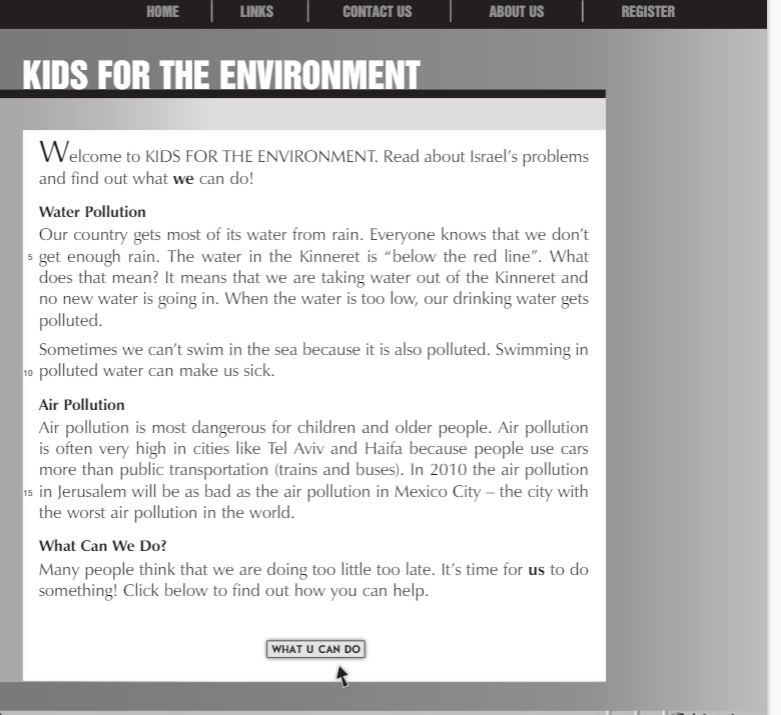 HOME LINKS CONTACT US ABOUT US REGISTER
KIDS FOR THE ENVIRONMENT
Welcome to KIDS FOR THE ENVIRONMENT. Read about Israel's problems
and find out what we can do!
Water Pollution
Our country gets most of its water from rain. Everyone knows that we don't
5 get enough rain. The water in the Kinneret is “below the red line”. What
does that mean? It means that we are taking water out of the Kinneret and
no new water is going in. When the water is too low, our drinking water gets
polluted.
Sometimes we can't swim in the sea because it is also polluted. Swimming in
10 polluted water can make us sick.
Air Pollution
Air pollution is most dangerous for children and older people. Air pollution
is often very high in cities like Tel Aviv and Haifa because people use cars
more than public transportation (trains and buses). In 2010 the air pollution
15 in Jerusalem will be as bad as the air pollution in Mexico City – the city with
the worst air pollution in the world.
What Can We Do?
Many people think that we are doing too little too late. It's time for us to do
something! Click below to find out how you can help.
WHAT U CAN DO